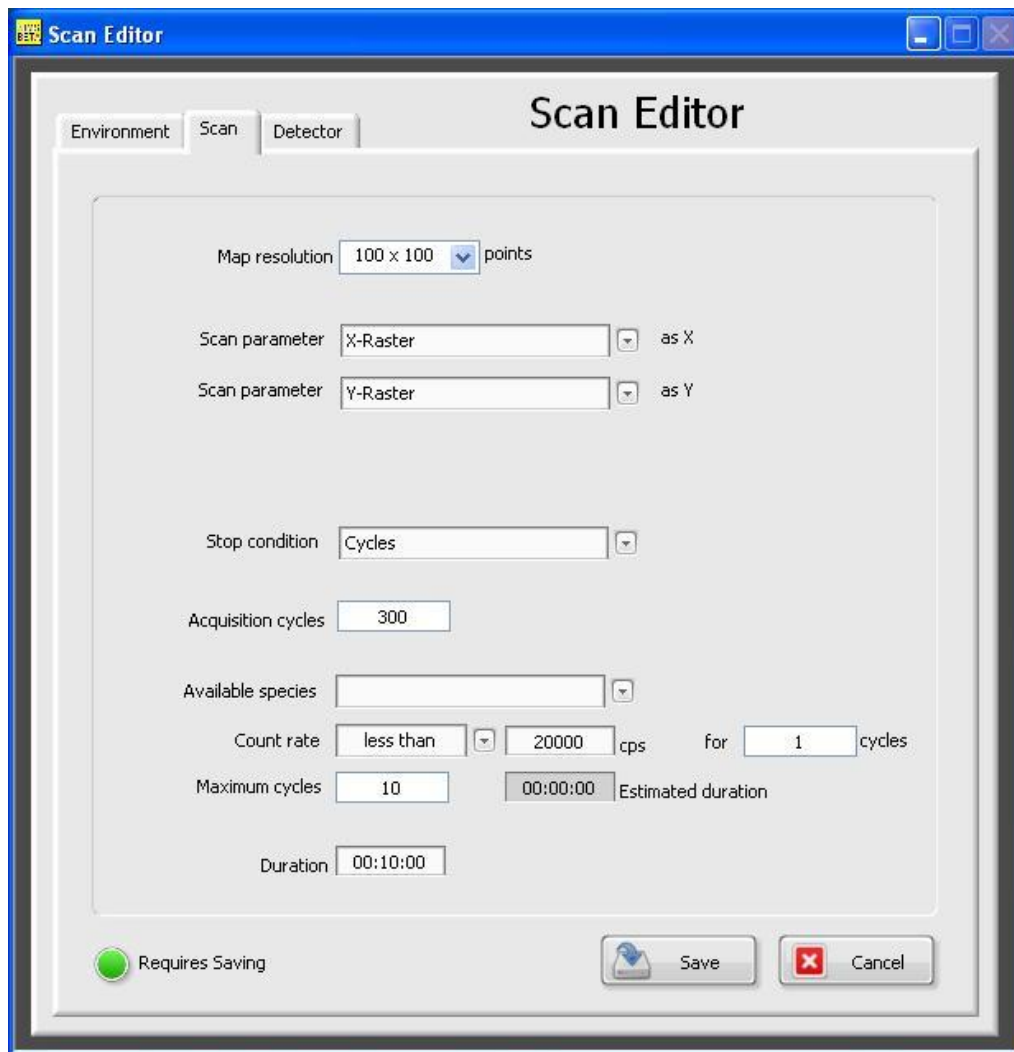 Scan Editor
Scan Editor
Environment Scan Detector
Map resolution 100 x 100 points
Scan parameter X-Raster as X
Scan parameter Y-Raster as Y
Stop condition Cycles
Acquisition cycles 300
Available species
Count rate less than 20000 cps for 1 cycles
Maximum cycles 10 00:00:00 Estimated duration
Duration 00:10:00
Requires Saving Save Cancel